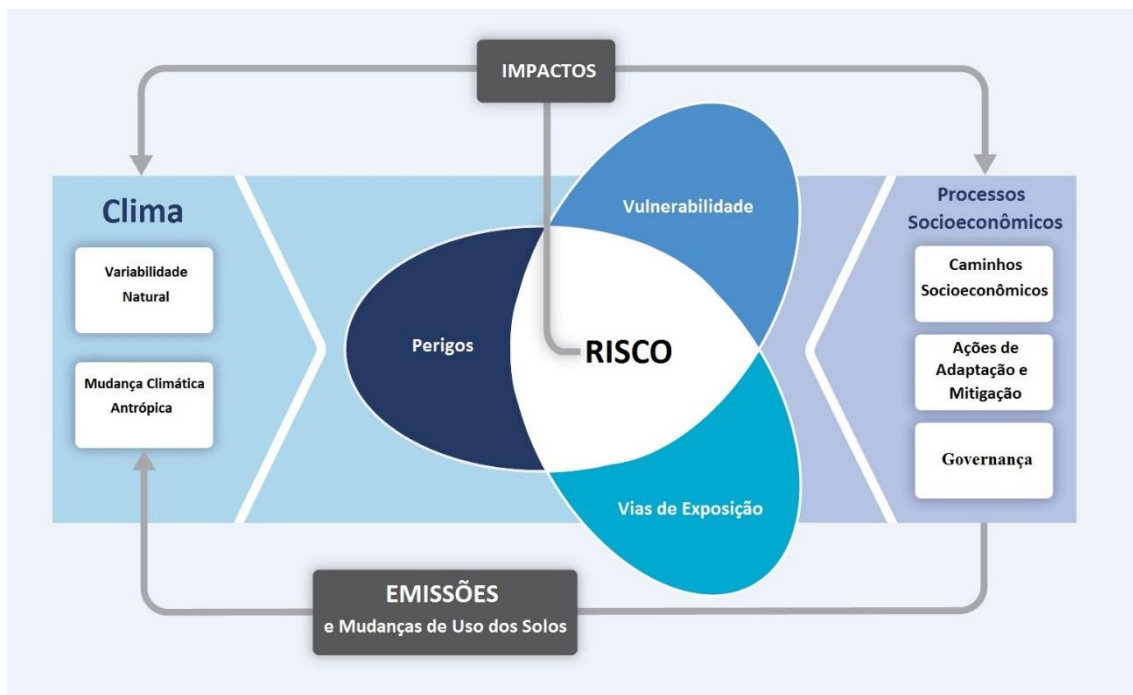 IMPACTOS
Clima
Variabilidade
Natural
Mudança Climática
Antrópica
Vulnerabilidade
Perigos
RISCO
Vias de Exposição
Processos
Socioeconômicos
Caminhos
Socioeconômicos
Ações de
Adaptação e
Mitigação
Governança
EMISSÕES
e Mudanças de Uso dos Solos